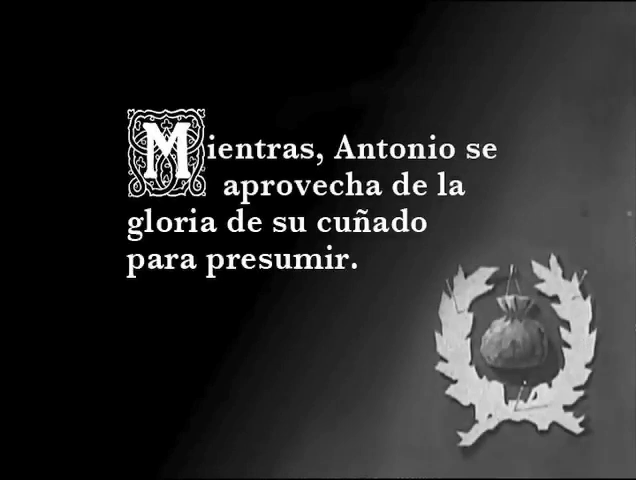 Mientras, Antonio se
aprovecha de la
gloria de su cuñado
para presumir.